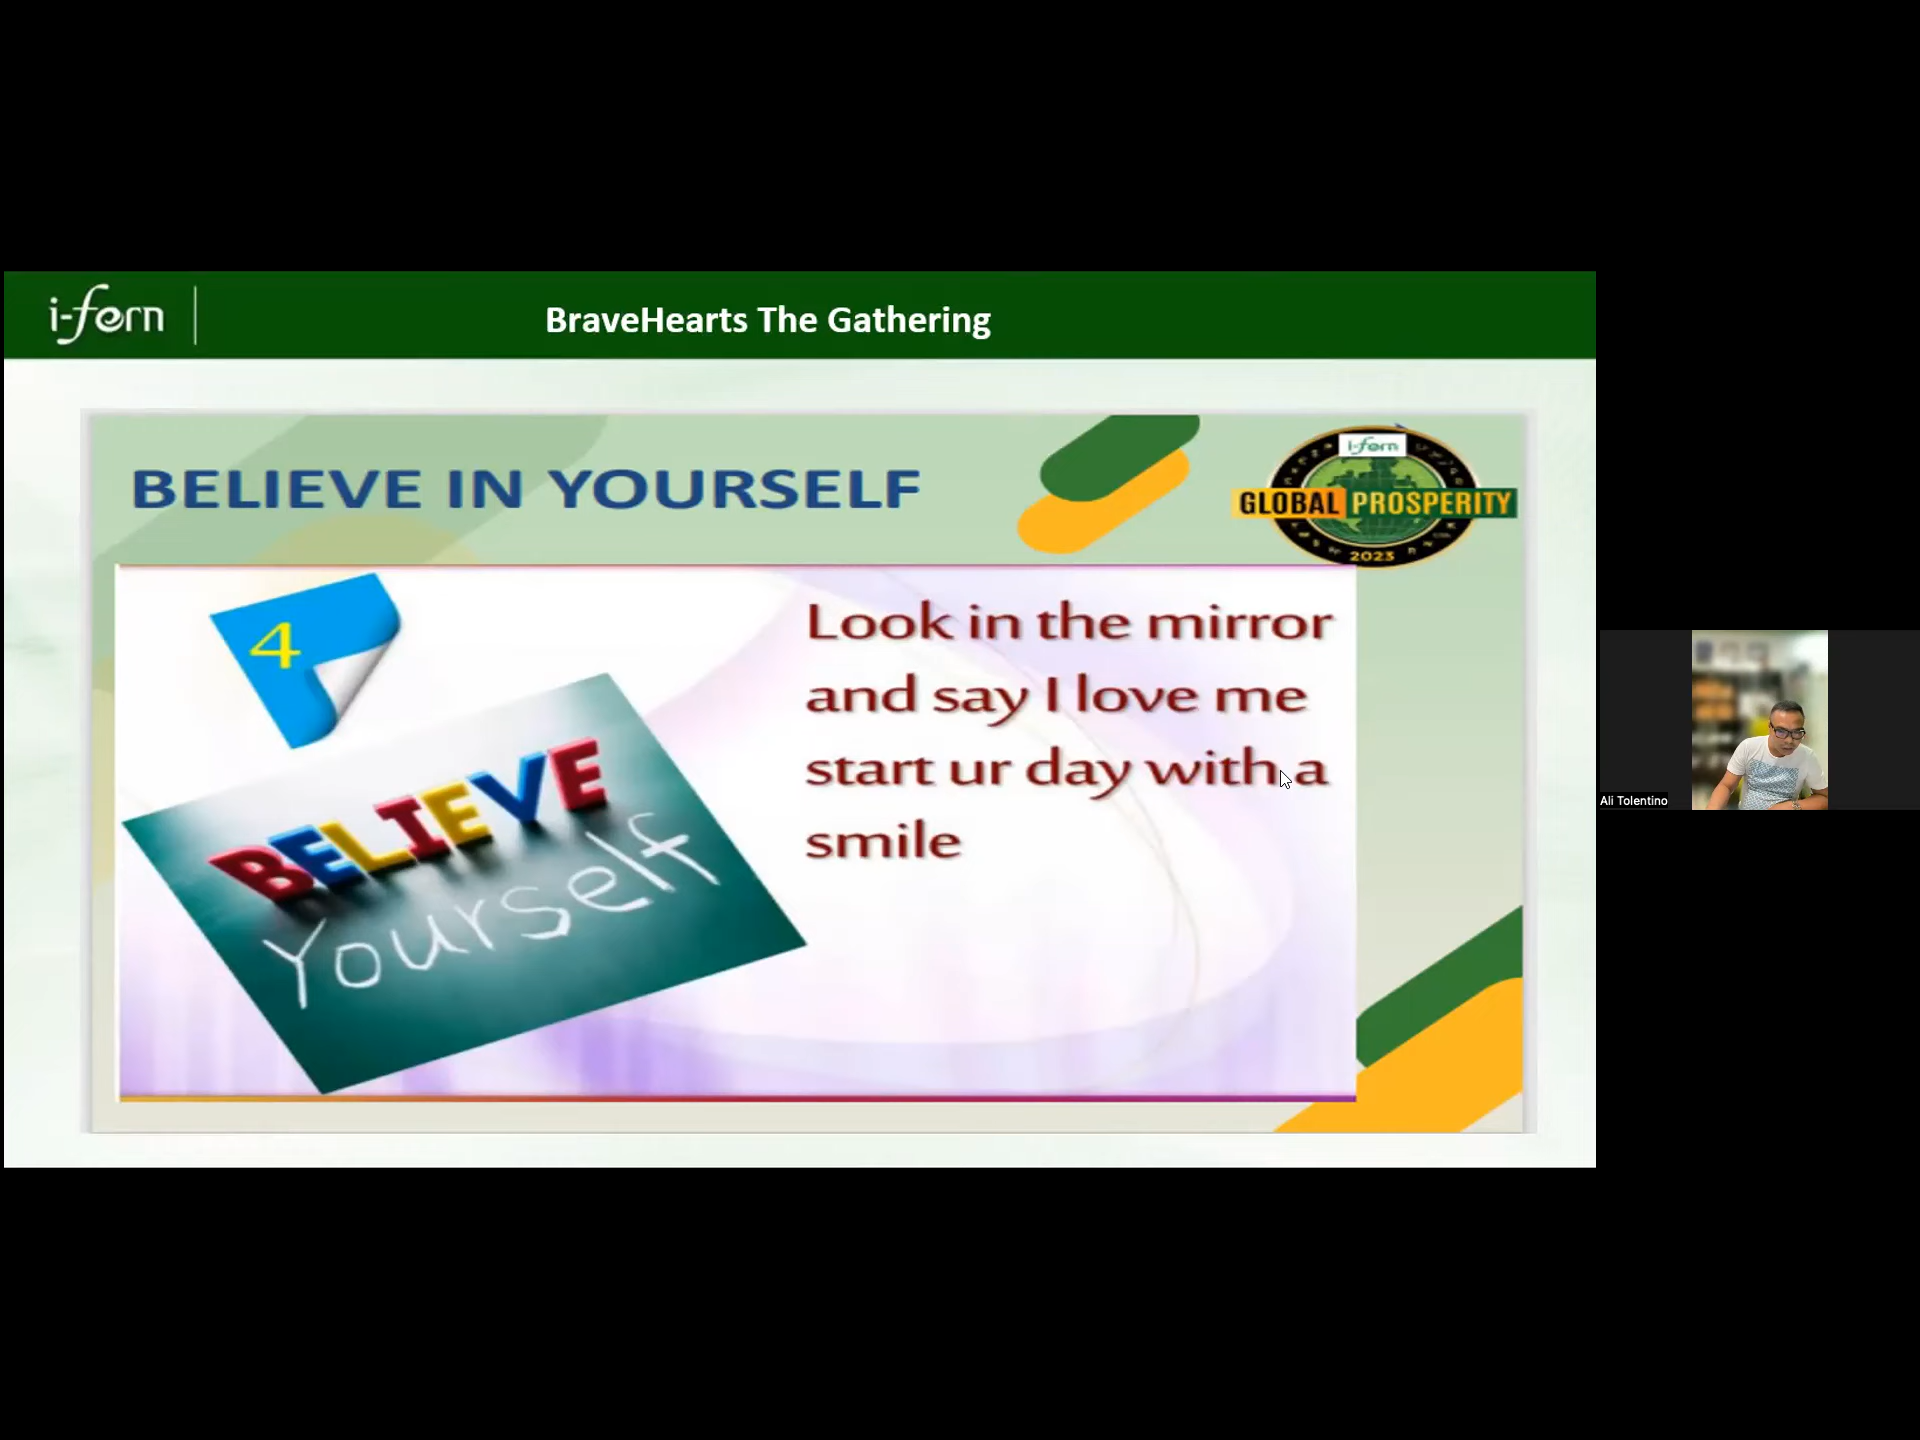 i-fern
BraveHearts The Gathering
BELIEVE IN YOURSELF
i-fern
GLOBAL PROSPERITY
2023
4
BELIEVE
Yourself
Look in the mirror
and say I love me
start ur day with a
smile
Ali Tolentino